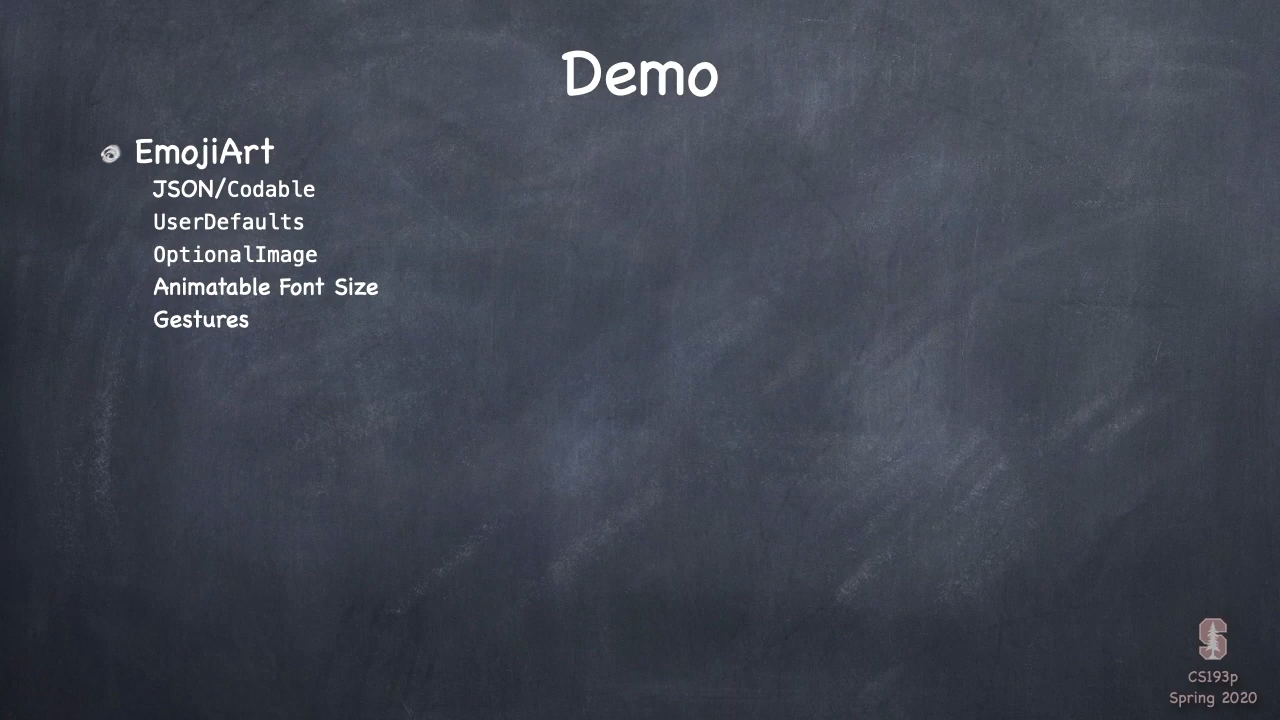 Demo
EmojiArt
JSON/Codable
UserDefaults
OptionalImage
Animatable Font Size
Gestures
S
CS193p
Spring 2020